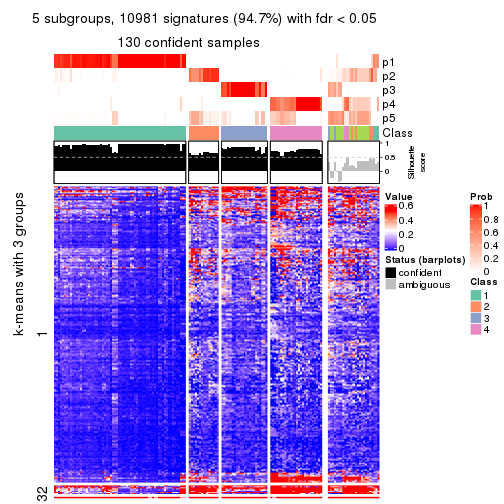 5 subgroups, 10981 signatures (94.7%) with fdr < 0.05
130 confident samples
p1
p2
p3
p4
p5
Class
1
0.5
0
Silhouette
score
k-means with 3 groups
1
32
Value
0.6
0.4
0.2
0
Status (barplots)
confident
ambiguous
Prob
1
0.8
0.6
0.4
0.2
0
Class
1
2
3
4